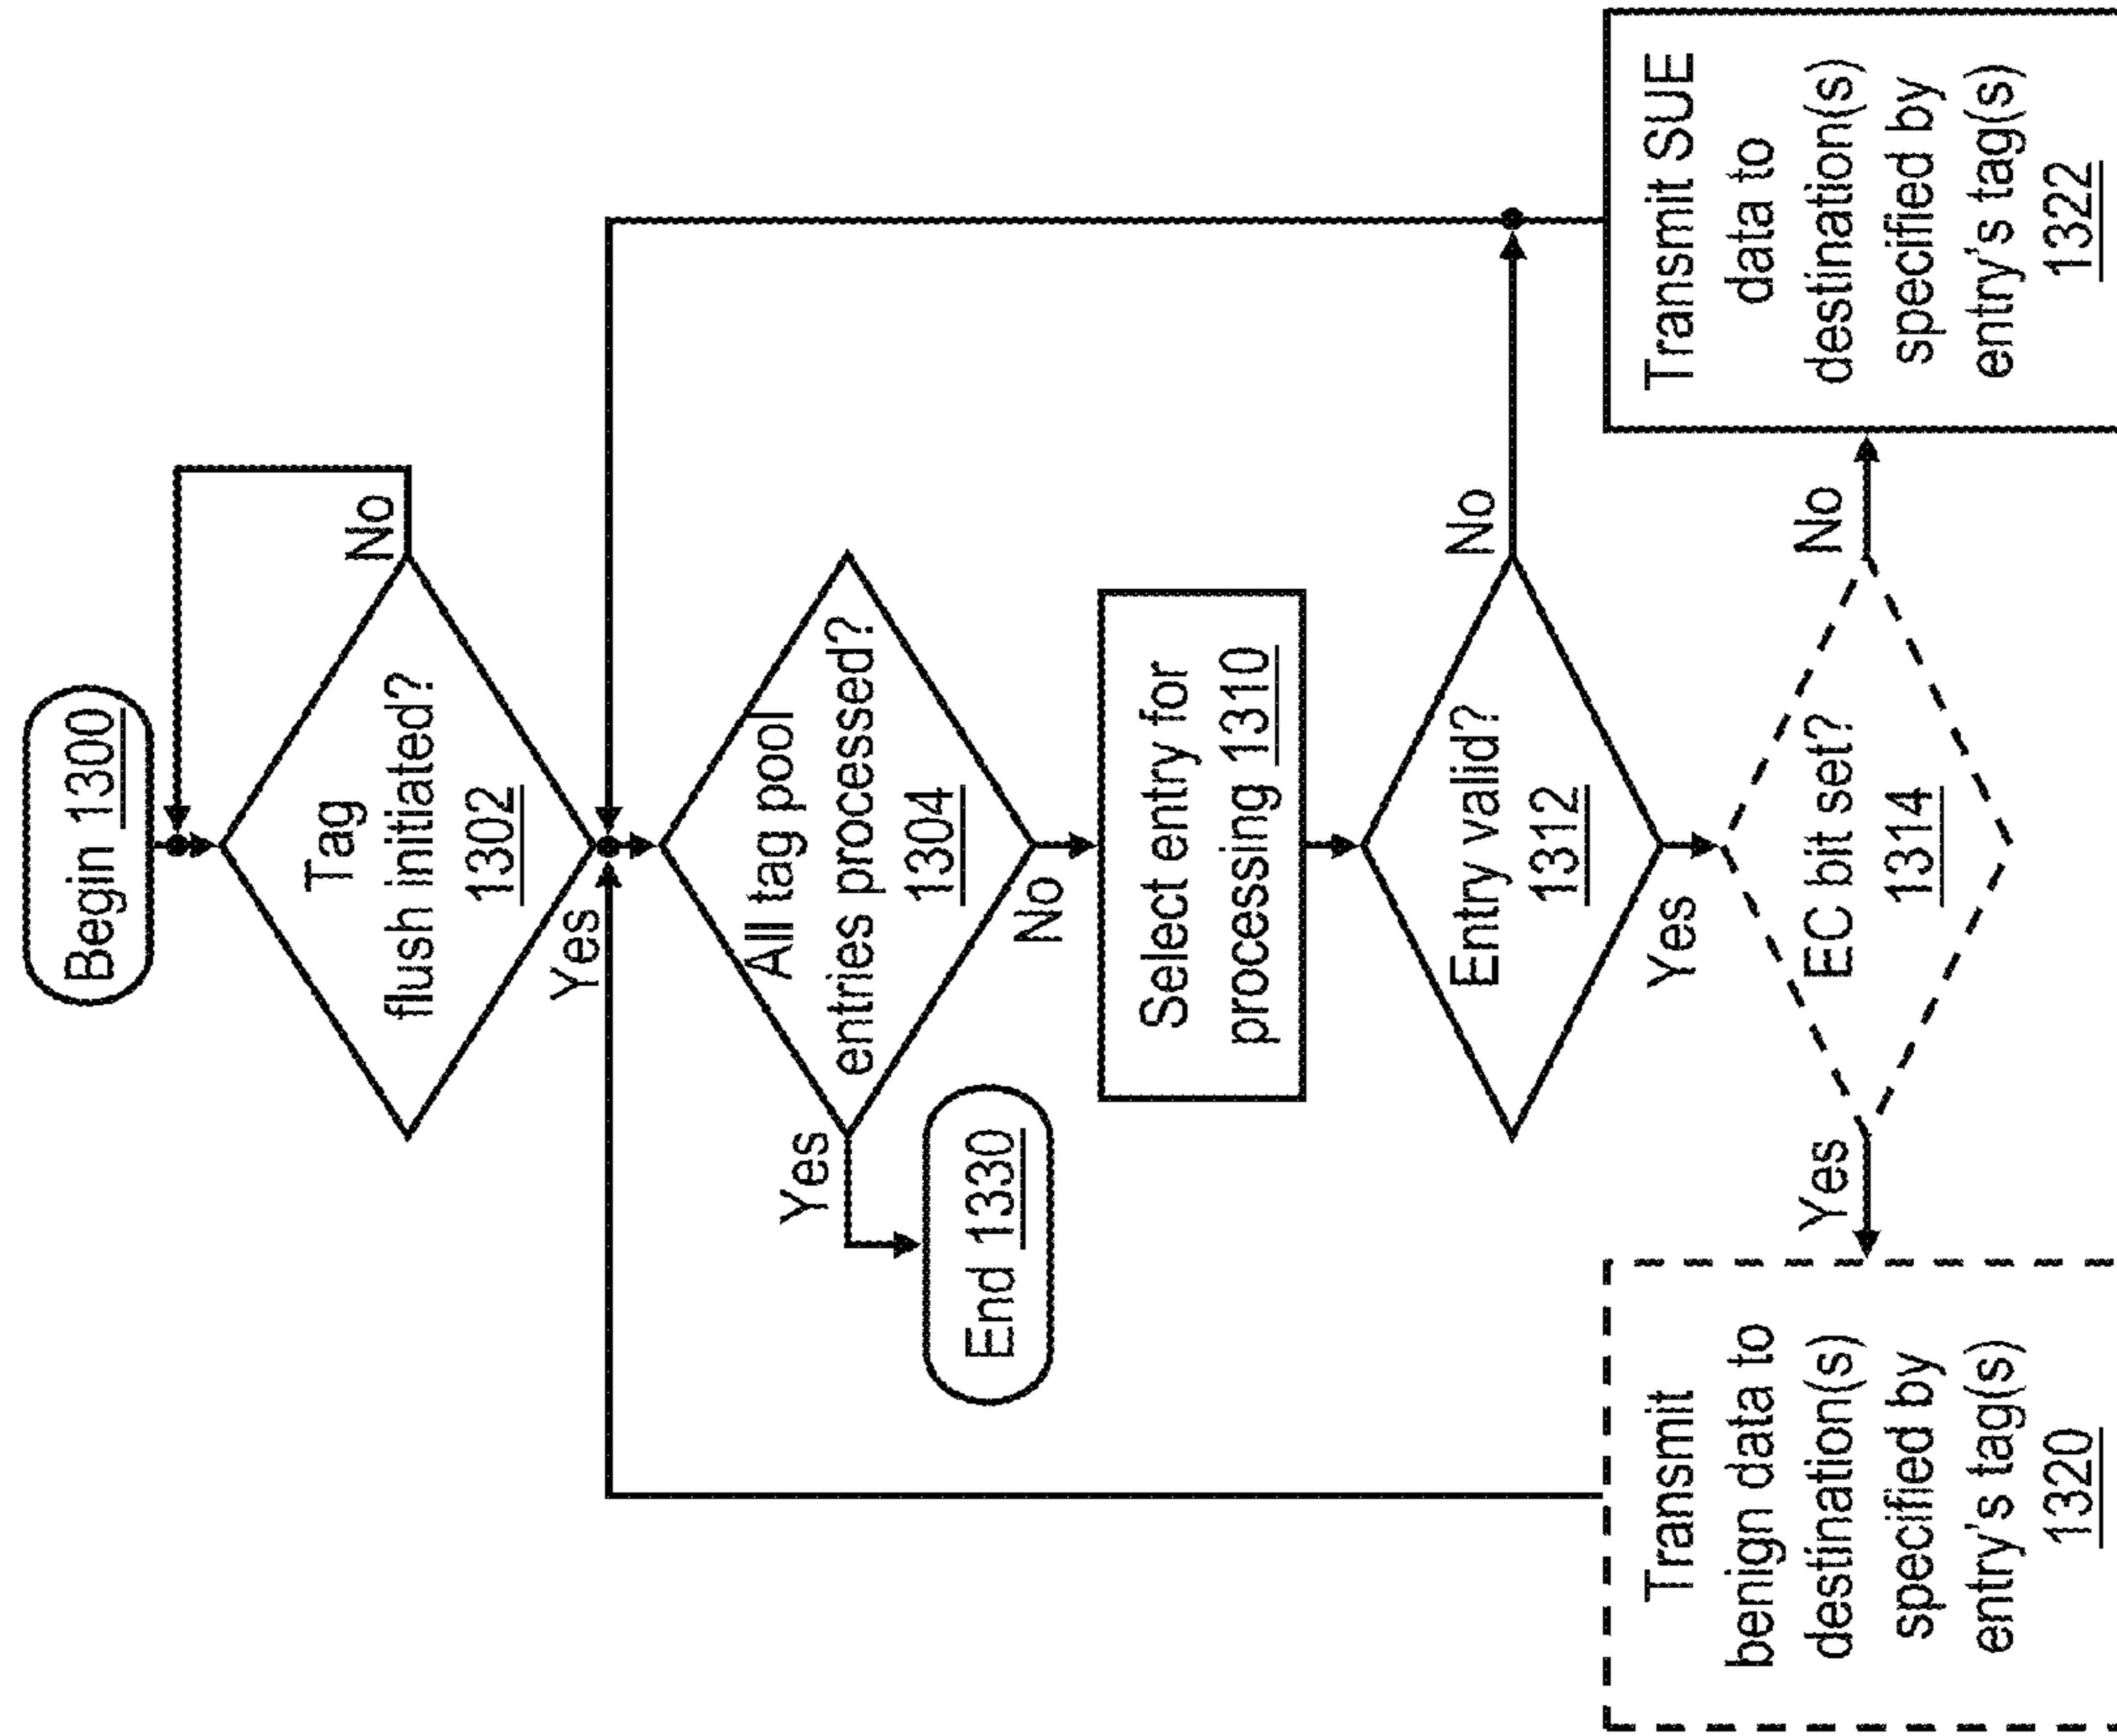 Begin 1300
Tag
flush initiated?
1302
No
Yes
All tag pool
entries processed?
1304
Yes
No
End 1330
Select entry for
processing 1310
Entry valid?
1312
No
Yes
EC bit set?
1314
Yes
No
Transmit
benign data to
destination(s)
specified by
entry's tag(s)
1320
Transmit SUE
data to
destination(s)
specified by
entry's tag(s)
1322